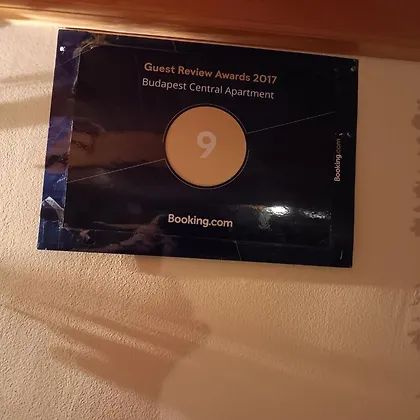 Guest Review Awards 2017
Budapest Central Apartment
9
Booking.com
Booking.com